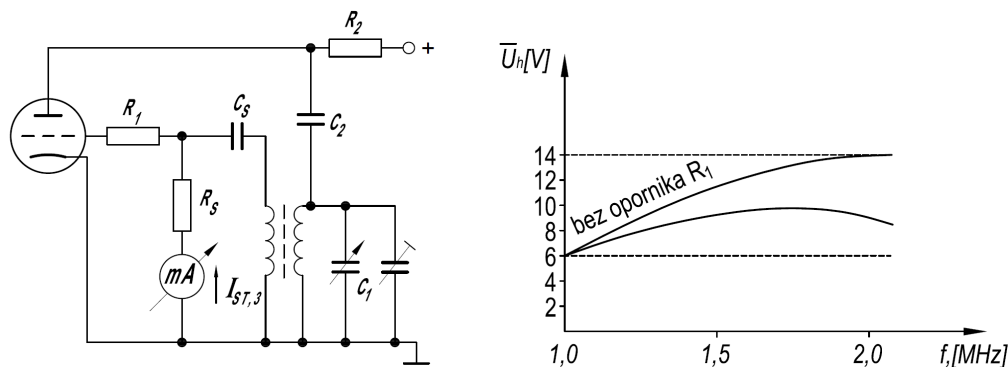 R2
+
R1
CS
C2
RS
mA
IST,3
C1
Uh[V]
14
12
10
8
6
4
2
bez opornika R1
1,0
1,5
2,0
f,[MHz]